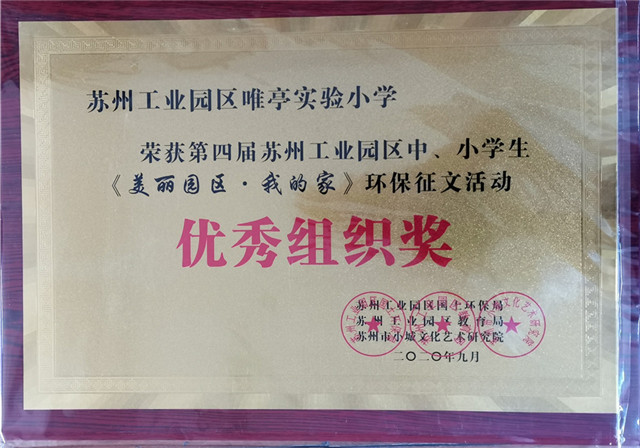 苏州工业园区唯亭实验小学
荣获第四届苏州工业园区中、小学生
《美丽园区·我的家》环保征文活动
优秀组织奖
苏州工业园区国土环保局
苏州工业园区教育局
苏州市小城文化艺术研究院
二〇二〇年九月